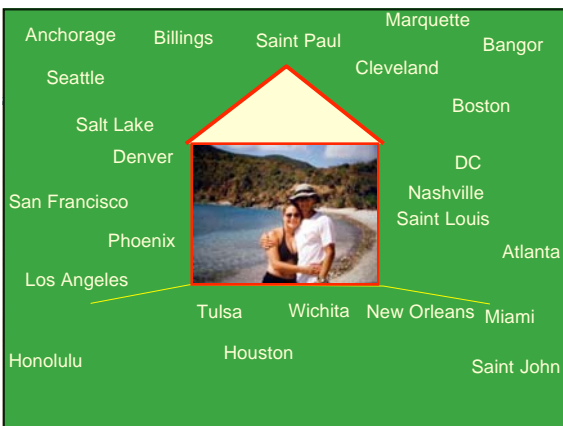 Marquette
Anchorage Billings Saint Paul Bangor
Cleveland
Seattle
Boston
Salt Lake
Denver DC
Nashville
San Francisco
Saint Louis
Phoenix
Atlanta
Los Angeles
Tulsa Wichita New Orleans Miami
Houston
Honolulu
Saint John